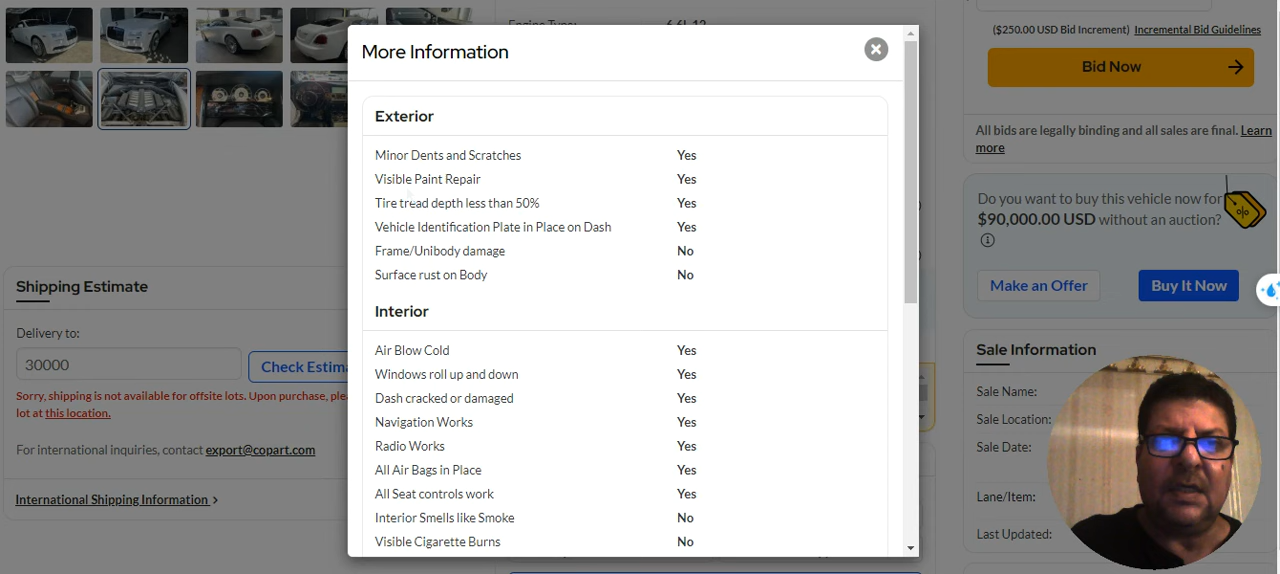 Engine Type: 6.6L 12
More Information
Exterior
Minor Dents and Scratches Yes
Visible Paint Repair Yes
Tire tread depth less than 50% Yes
Vehicle Identification Plate in Place on Dash Yes
Frame/Unibody damage No
Surface rust on Body No
Interior
Air Blow Cold Yes
Windows roll up and down Yes
Dash cracked or damaged Yes
Navigation Works Yes
Radio Works Yes
All Air Bags in Place Yes
All Seat controls work Yes
Interior Smells like Smoke No
Visible Cigarette Burns No
Shipping Estimate
Delivery to:
30000
Check Estima
Sorry, shipping is not available for offsite lots. Upon purchase, plea
lot at this location.
For international inquiries, contact export@copart.com
International Shipping Information >
($250.00 USD Bid Increment) Incremental Bid Guidelines
Bid Now
All bids are legally binding and all sales are final. Learn
more
Do you want to buy this vehicle now for
$90,000.00 USD without an auction?
Make an Offer
Buy It Now
Sale Information
Sale Name:
Sale Location:
Sale Date:
Lane/Item:
Last Updated: